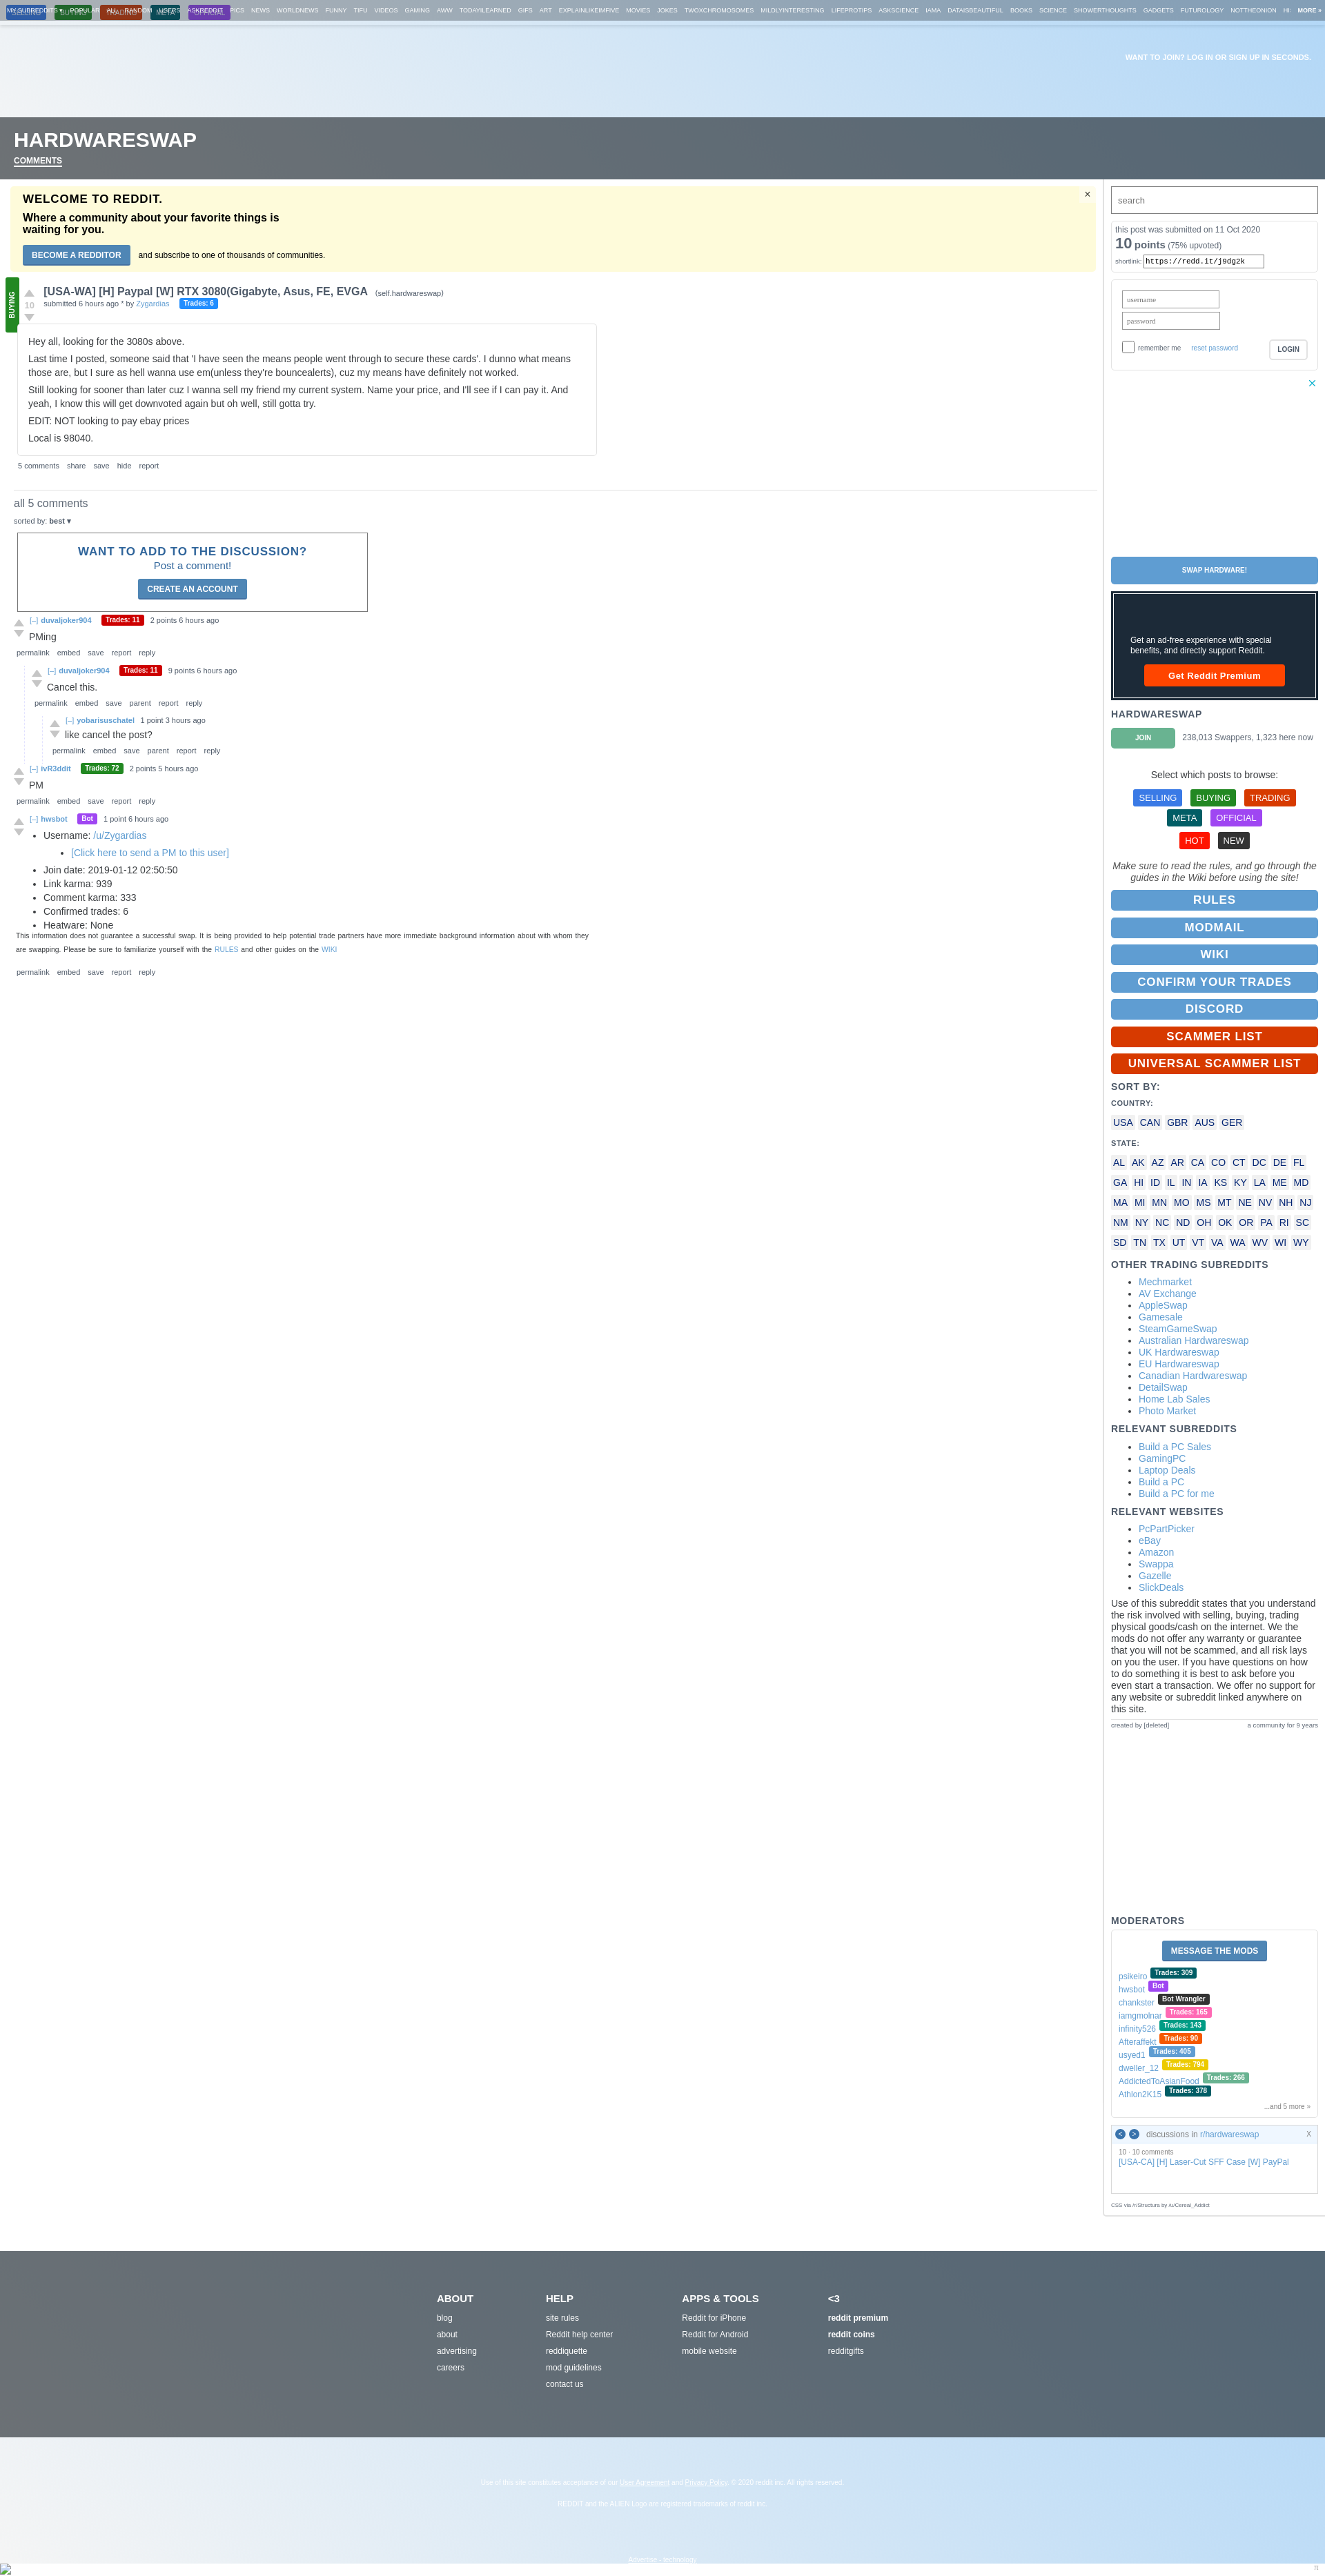 MY SUBREDDITS ▾ POPULAR ALL RANDOM USERS ASKREDDIT PICS NEWS WORLDNEWS FUNNY TIFU VIDEOS GAMING AWW TODAYILEARNED GIFS ART EXPLAINLIKEIMFIVE MOVIES JOKES TWOXCHROMOSOMES MILDLYINTERESTING LIFEPROTIPS ASKSCIENCE IAMA DATAISBEAUTIFUL BOOKS SCIENCE SHOWERTHOUGHTS GADGETS FUTUROLOGY NOTTHEONION HI MORE »
SELLING BUYING TRADING META OFFICIAL
WANT TO JOIN? LOG IN OR SIGN UP IN SECONDS.
HARDWARESWAP
COMMENTS
WELCOME TO REDDIT.
Where a community about your favorite things is
waiting for you.
BECOME A REDDITOR and subscribe to one of thousands of communities.
×
BUYING
10
[USA-WA] [H] Paypal [W] RTX 3080(Gigabyte, Asus, FE, EVGA (self.hardwareswap)
submitted 6 hours ago * by Zygardias Trades: 6
Hey all, looking for the 3080s above.
Last time I posted, someone said that 'I have seen the means people went through to secure these cards'. I dunno what means
those are, but I sure as hell wanna use em(unless they're bouncealerts), cuz my means have definitely not worked.
Still looking for sooner than later cuz I wanna sell my friend my current system. Name your price, and I'll see if I can pay it. And
yeah, I know this will get downvoted again but oh well, still gotta try.
EDIT: NOT looking to pay ebay prices
Local is 98040.
5 comments share save hide report
all 5 comments
sorted by: best ▾
WANT TO ADD TO THE DISCUSSION?
Post a comment!
CREATE AN ACCOUNT
[–] duvaljoker904 Trades: 11 2 points 6 hours ago
PMing
permalink embed save report reply
[–] duvaljoker904 Trades: 11 9 points 6 hours ago
Cancel this.
permalink embed save parent report reply
[–] yobarisuschatel 1 point 3 hours ago
like cancel the post?
permalink embed save parent report reply
[–] ivR3ddit Trades: 72 2 points 5 hours ago
PM
permalink embed save report reply
[–] hwsbot Bot 1 point 6 hours ago
• Username: /u/Zygardias
• [Click here to send a PM to this user]
• Join date: 2019-01-12 02:50:50
• Link karma: 939
• Comment karma: 333
• Confirmed trades: 6
• Heatware: None
This information does not guarantee a successful swap. It is being provided to help potential trade partners have more immediate background information about with whom they
are swapping. Please be sure to familiarize yourself with the RULES and other guides on the WIKI
permalink embed save report reply
search
this post was submitted on 11 Oct 2020
10 points (75% upvoted)
shortlink: https://redd.it/j9dg2k
username
password
remember me reset password LOGIN
SWAP HARDWARE!
Get an ad-free experience with special
benefits, and directly support Reddit.
Get Reddit Premium
HARDWARESWAP
JOIN 238,013 Swappers, 1,323 here now
Select which posts to browse:
SELLING BUYING TRADING
META OFFICIAL
HOT NEW
Make sure to read the rules, and go through the
guides in the Wiki before using the site!
RULES
MODMAIL
WIKI
CONFIRM YOUR TRADES
DISCORD
SCAMMER LIST
UNIVERSAL SCAMMER LIST
SORT BY:
COUNTRY:
USA CAN GBR AUS GER
STATE:
AL AK AZ AR CA CO CT DC DE FL
GA HI ID IL IN IA KS KY LA ME MD
MA MI MN MO MS MT NE NV NH NJ
NM NY NC ND OH OK OR PA RI SC
SD TN TX UT VT VA WA WV WI WY
OTHER TRADING SUBREDDITS
• Mechmarket
• AV Exchange
• AppleSwap
• Gamesale
• SteamGameSwap
• Australian Hardwareswap
• UK Hardwareswap
• EU Hardwareswap
• Canadian Hardwareswap
• DetailSwap
• Home Lab Sales
• Photo Market
RELEVANT SUBREDDITS
• Build a PC Sales
• GamingPC
• Laptop Deals
• Build a PC
• Build a PC for me
RELEVANT WEBSITES
• PcPartPicker
• eBay
• Amazon
• Swappa
• Gazelle
• SlickDeals
Use of this subreddit states that you understand
the risk involved with selling, buying, trading
physical goods/cash on the internet. We the
mods do not offer any warranty or guarantee
that you will not be scammed, and all risk lays
on you the user. If you have questions on how
to do something it is best to ask before you
even start a transaction. We offer no support for
any website or subreddit linked anywhere on
this site.
created by [deleted] a community for 9 years
MODERATORS
MESSAGE THE MODS
psikeiro Trades: 309
hwsbot Bot
chankster Bot Wrangler
iamgmolnar Trades: 165
infinity526 Trades: 143
Afteraffekt Trades: 90
usyed1 Trades: 405
dweller_12 Trades: 794
AddictedToAsianFood Trades: 266
Athlon2K15 Trades: 378
...and 5 more »
< > discussions in r/hardwareswap X
10 · 10 comments
[USA-CA] [H] Laser-Cut SFF Case [W] PayPal
CSS via /r/Structura by /u/Cereal_Addict
ABOUT
blog
about
advertising
careers
HELP
site rules
Reddit help center
reddiquette
mod guidelines
contact us
APPS & TOOLS
Reddit for iPhone
Reddit for Android
mobile website
<3
reddit premium
reddit coins
redditgifts
Use of this site constitutes acceptance of our User Agreement and Privacy Policy. © 2020 reddit inc. All rights reserved.
REDDIT and the ALIEN Logo are registered trademarks of reddit inc.
Advertise - technology
π